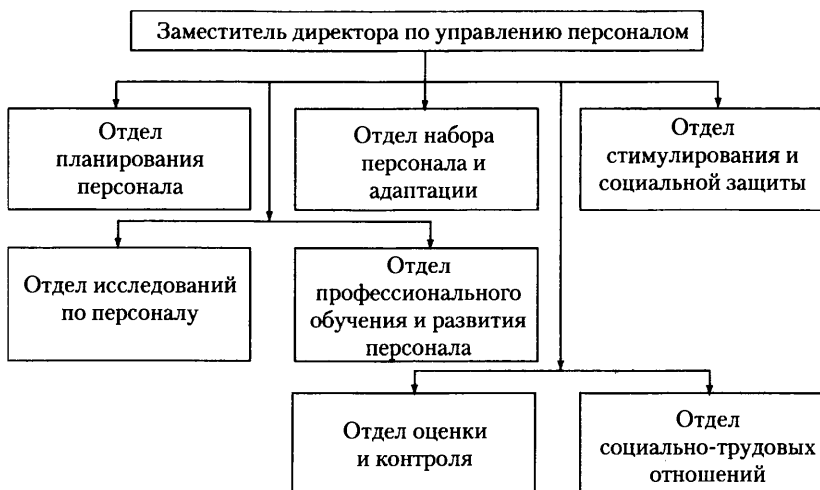 Заместитель директора по управлению персоналом
Отдел
планирования
персонала
Отдел набора
персонала и
адаптации
Отдел
стимулирования и
социальной защиты
Отдел исследований
по персоналу
Отдел
профессионального
обучения и развития
персонала
Отдел оценки
и контроля
Отдел
социально-трудовых
отношений